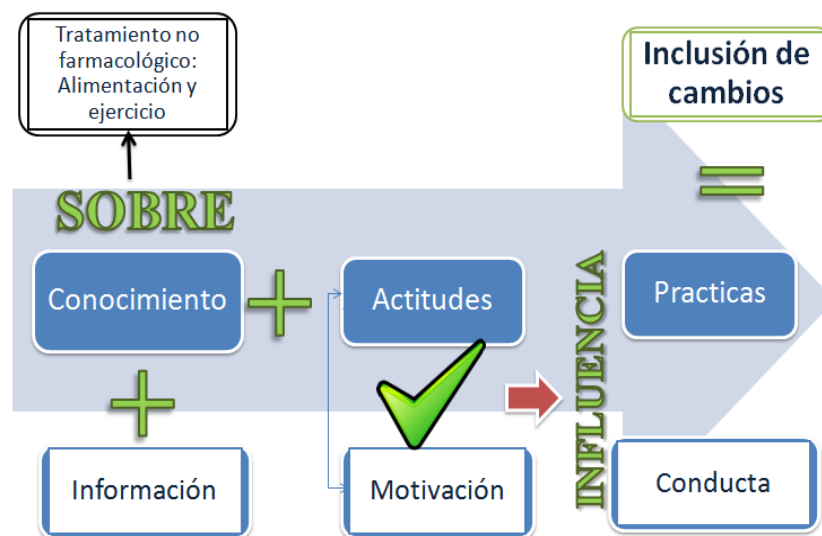 Tratamiento no
farmacológico:
Alimentación y
ejercicio
Inclusión de
cambios
SOBRE
Conocimiento
Actitudes
INFLUENCIA
Practicas
Información
Motivación
Conducta